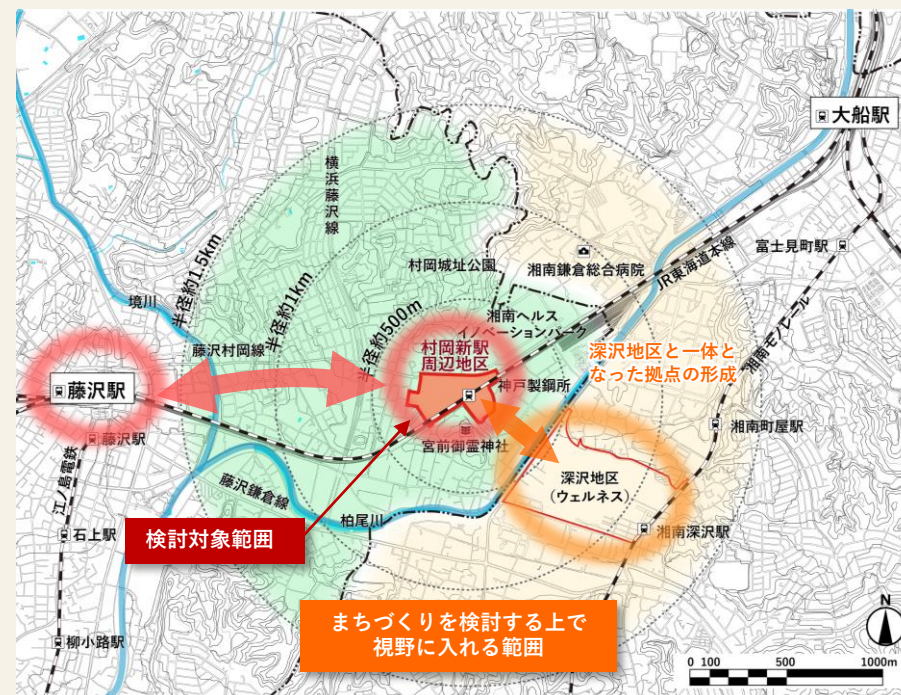 大船駅
横浜藤沢線
富士見町駅
村岡城址公園
湘南鎌倉総合病院
JR東海道本線
半径約1.5km
半径約1km
半径約500m
境川
湘南ヘルス
イノベーションパーク
湘南モノレール
藤沢村岡線
村岡新駅
周辺地区
深沢地区と一体と
なった拠点の形成
藤沢駅
神戸製鋼所
藤沢駅
宮前御霊神社
湘南町屋駅
江ノ島電鉄
藤沢鎌倉線
深沢地区
（ウェルネス）
柏尾川
石上駅
検討対象範囲
湘南深沢駅
まちづくりを検討する上で
視野に入れる範囲
柳小路駅
N
0 100 500 1000m